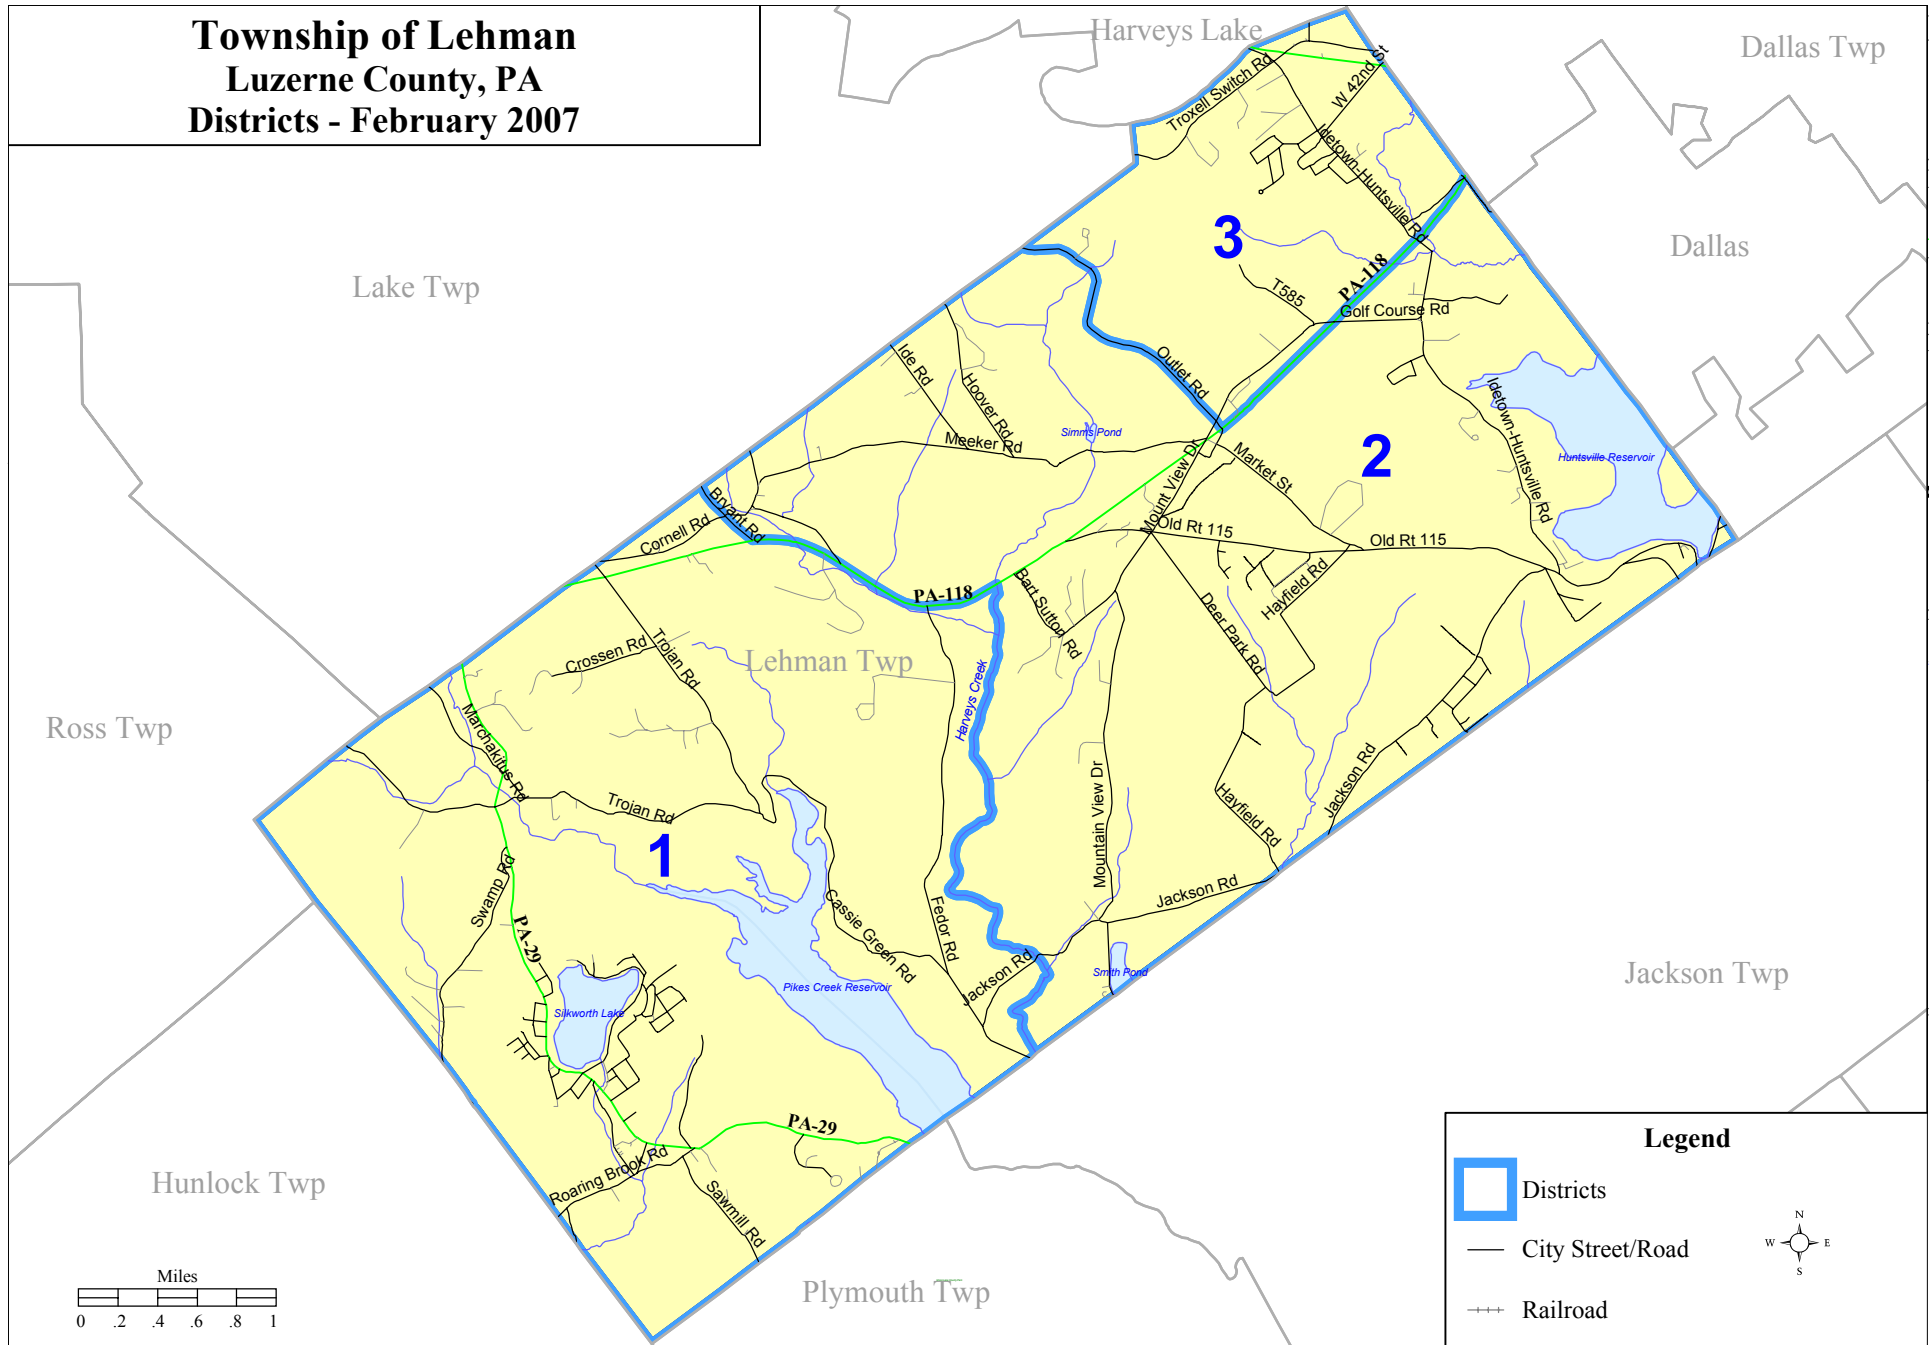 Township of Lehman
Luzerne County, PA
Districts - February 2007
Harveys Lake
Dallas Twp
Troxell Switch Rd
W 42nd St
Idetown-Huntsville Rd
3
Dallas
Lake Twp
PA-118
T585
Golf Course Rd
Outlet Rd
Ide Rd
Hoover Rd
Idetown-Huntsville Rd
Simms Pond
Meeker Rd
2
Huntsville Reservoir
Market St
Mount View Dr
Bryant Rd
Cornell Rd
Old Rt 115
Old Rt 115
PA-118
Bart Sutton Rd
Hayfield Rd
Deer Park Rd
Crossen Rd
Trojan Rd
Lehman Twp
Harveys Creek
Ross Twp
Marchakitus Rd
Mountain View Dr
Jackson Rd
Hayfield Rd
Trojan Rd
1
Swamp Rd
PA-29
Cassie Green Rd
Fedor Rd
Jackson Rd
Jackson Rd
Smith Pond
Jackson Twp
Pikes Creek Reservoir
Silkworth Lake
PA-29
Roaring Brook Rd
Sawmill Rd
Hunlock Twp
Plymouth Twp
Miles
0 .2 .4 .6 .8 1
Legend
Districts
City Street/Road
Railroad
N
W E
S